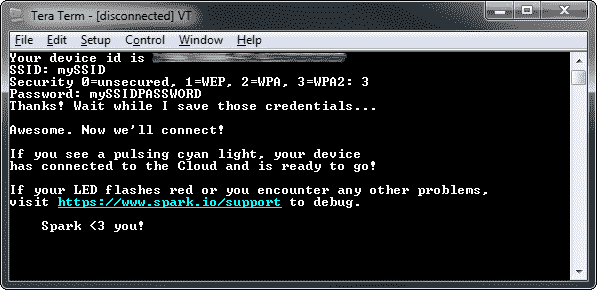 Tera Term - [disconnected] VT
File Edit Setup Control Window Help
Your device id is
SSID: mySSID
Security 0=unsecured, 1=WEP, 2=WPA, 3=WPA2: 3
Password: mySSIDPASSWORD
Thanks! Wait while I save those credentials...
Awesome. Now we'll connect!
If you see a pulsing cyan light, your device
has connected to the Cloud and is ready to go!
If your LED flashes red or you encounter any other problems,
visit https://www.spark.io/support to debug.
Spark <3 you!